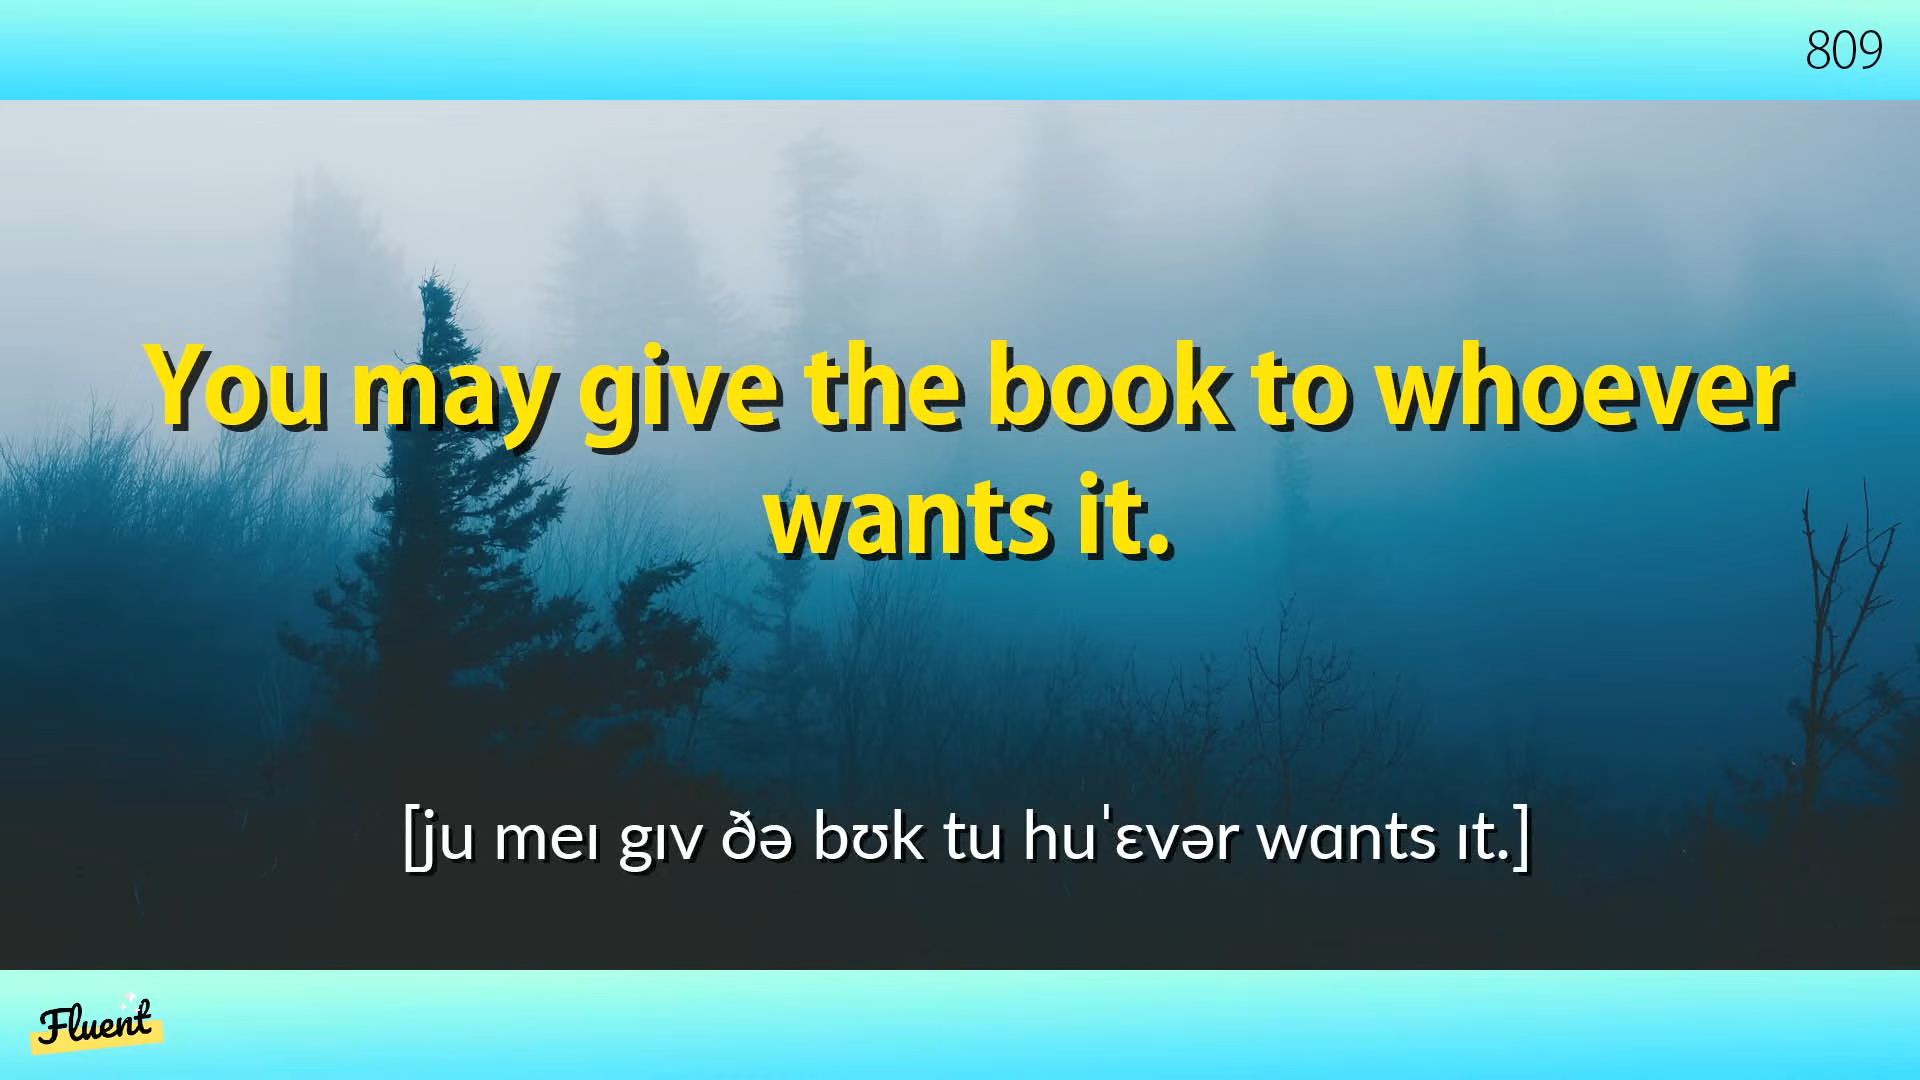 809
You may give the book to whoever
wants it.
[ju meɪ gɪv ðə bʊk tu huˈɛvər wɑnts ɪt.]
Fluent